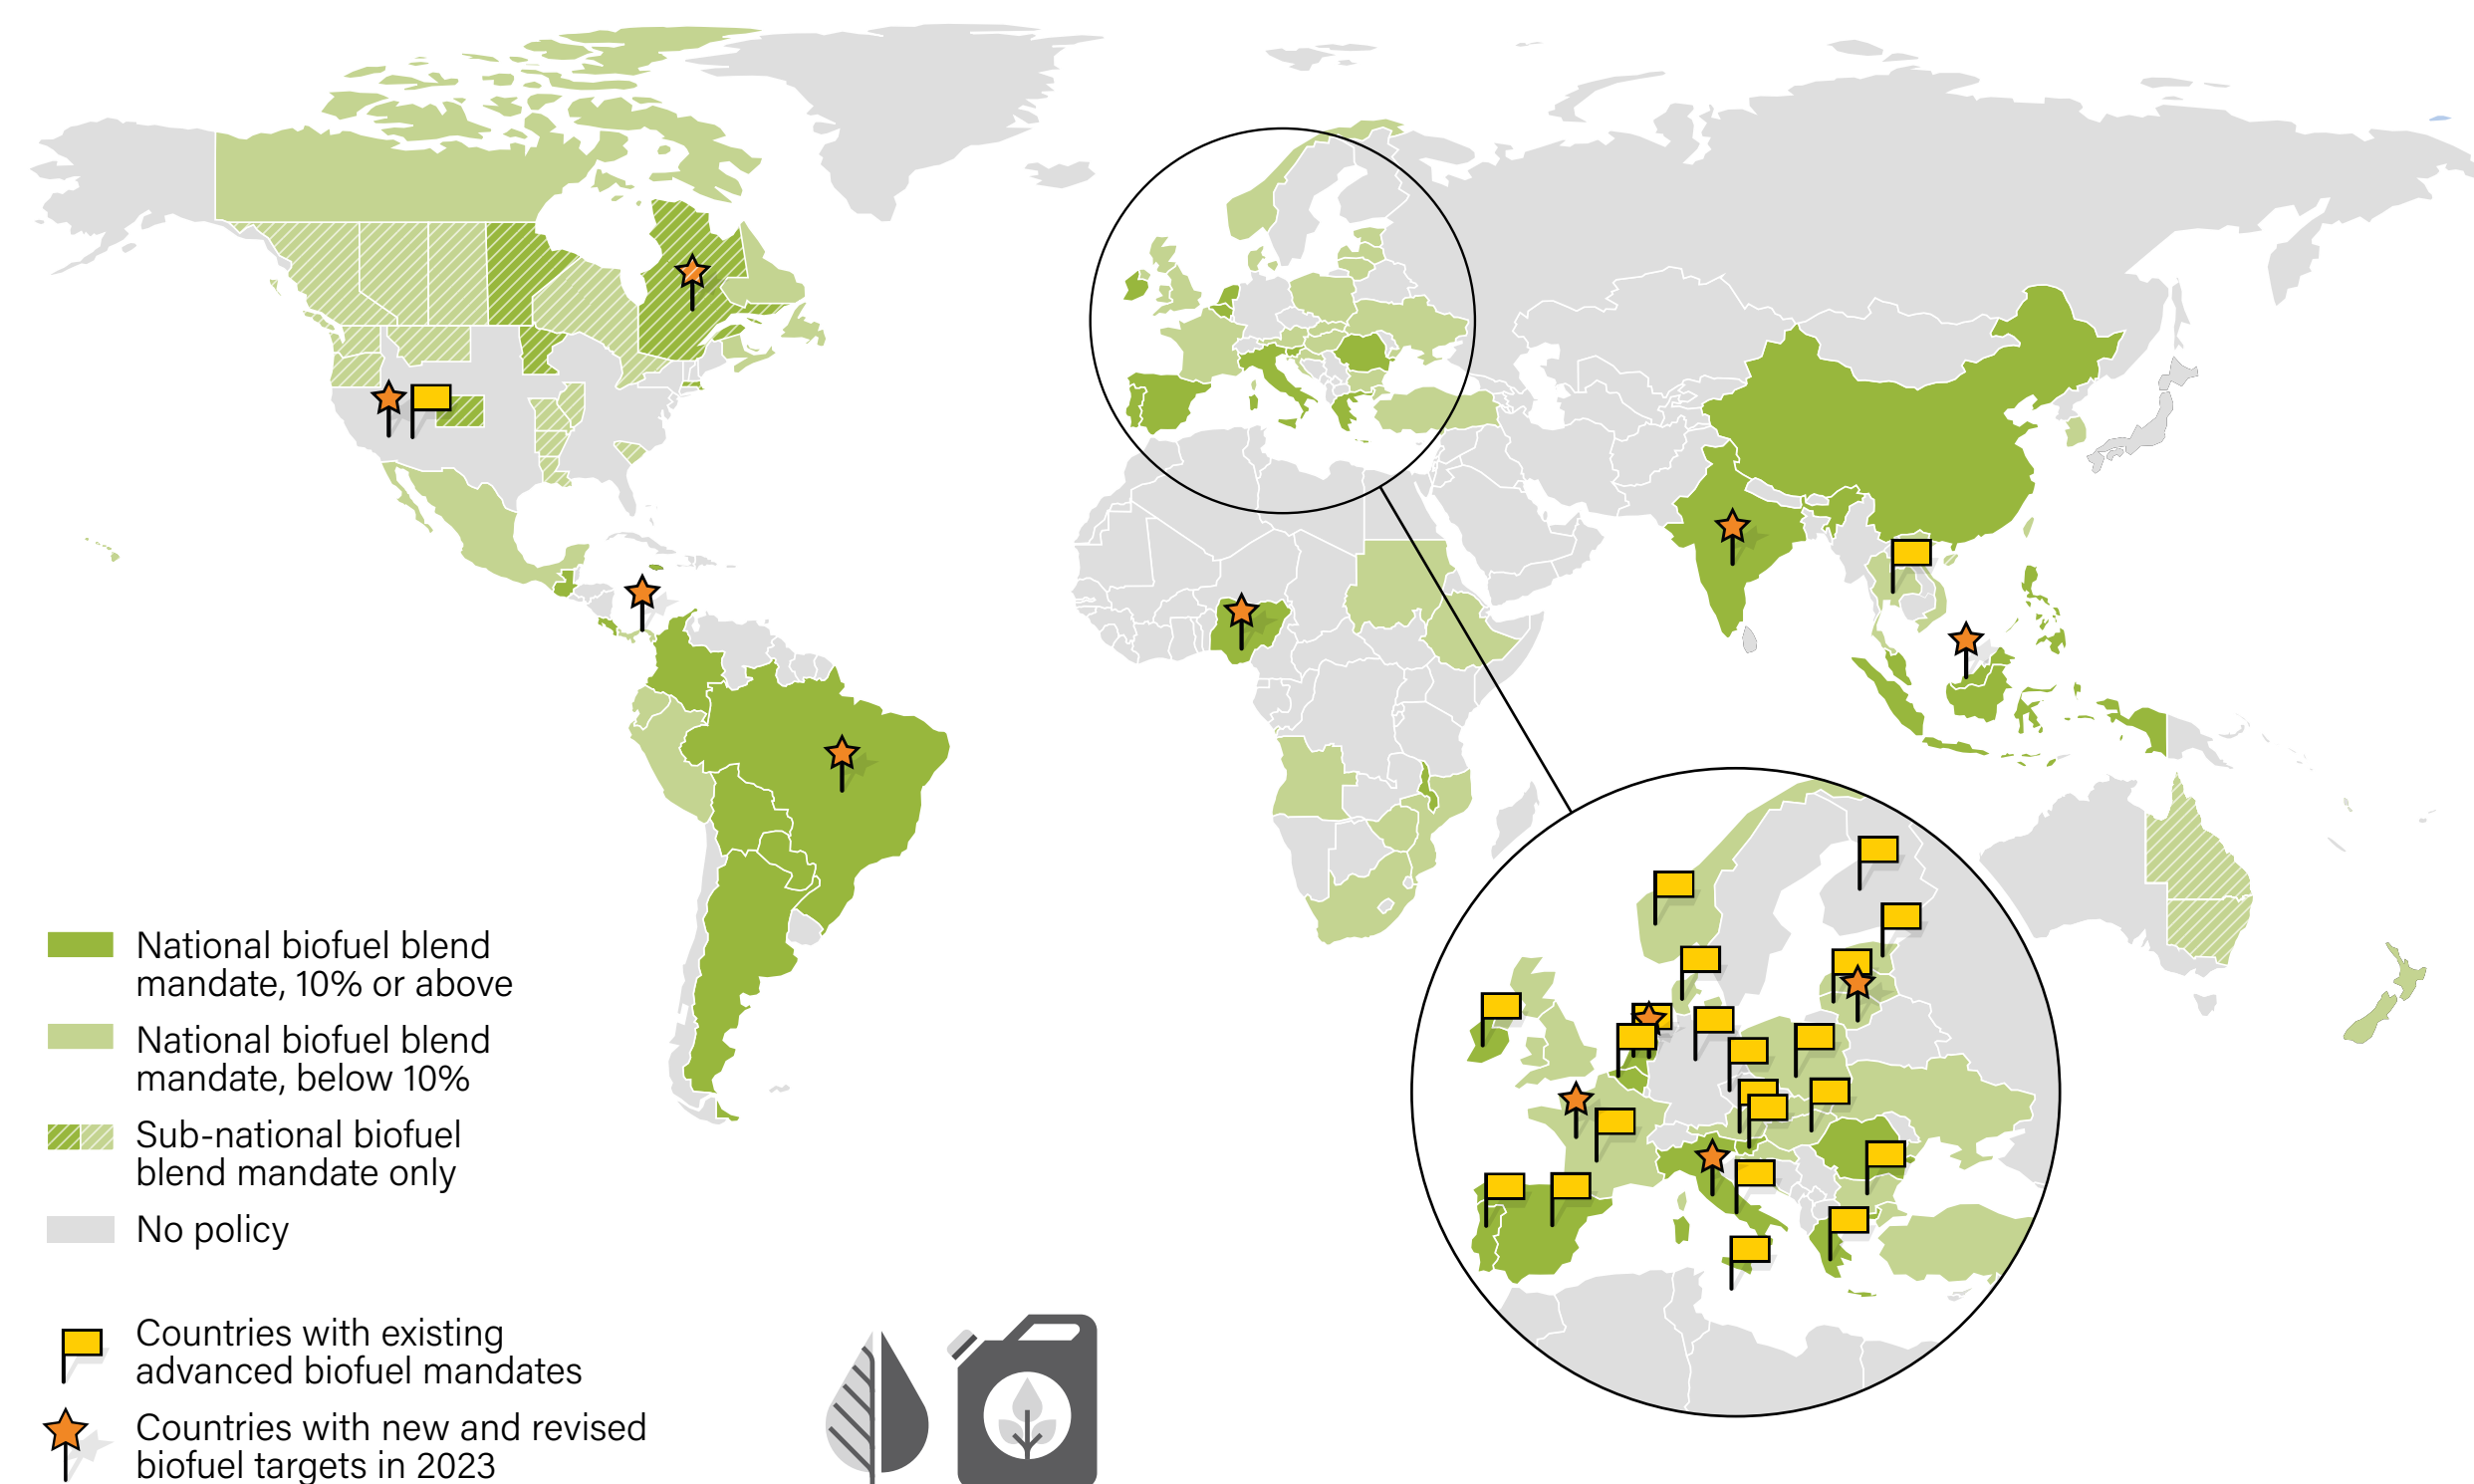 National biofuel blend
mandate, 10% or above
National biofuel blend
mandate, below 10%
Sub-national biofuel
blend mandate only
No policy
Countries with existing
advanced biofuel mandates
Countries with new and revised
biofuel targets in 2023